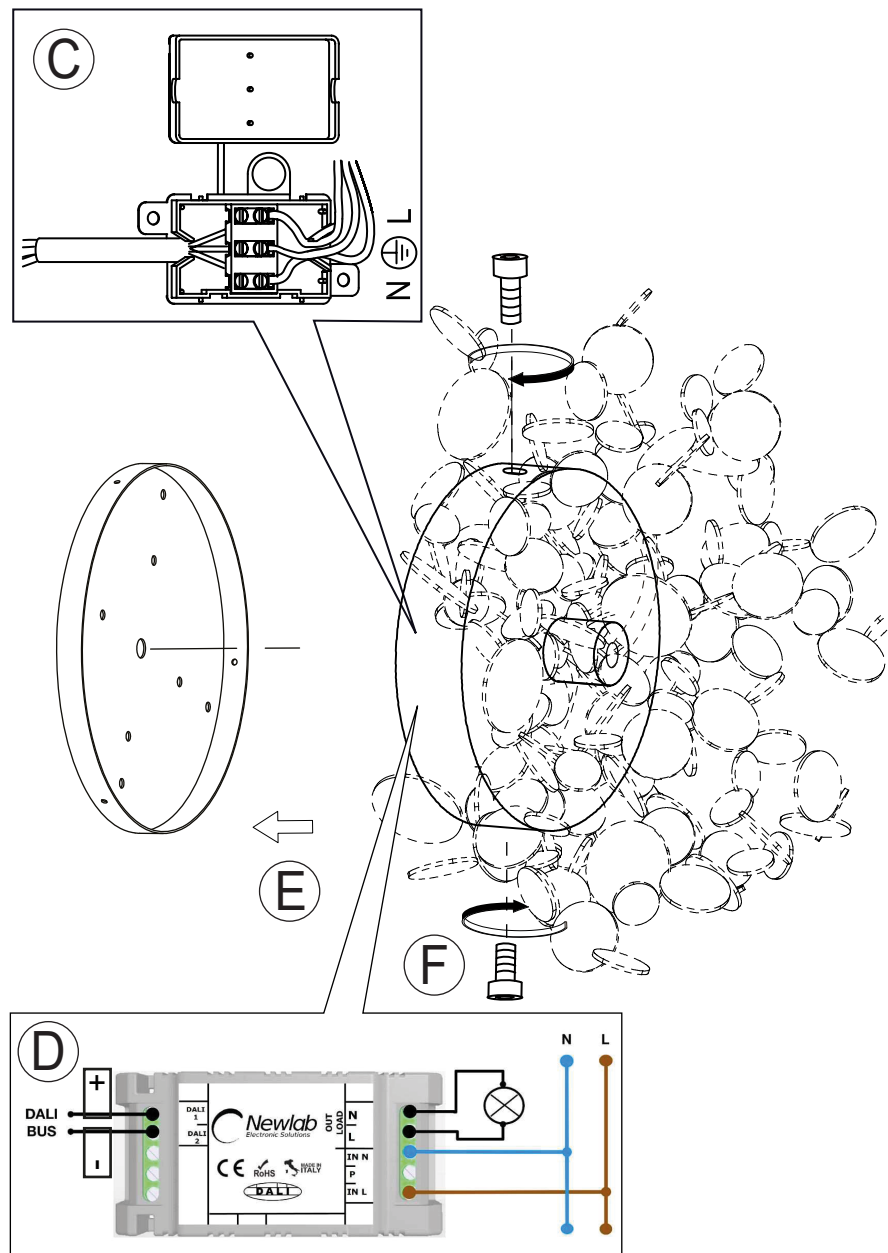 C
L
N
E
F
D
N L
+
DALI
BUS
-
DALI
1
DALI
2
Newlab
Electronic Solutions
OUT
LOAD
N
L
IN N
P
IN L
CE
RoHS
MADE IN
ITALY
DALI